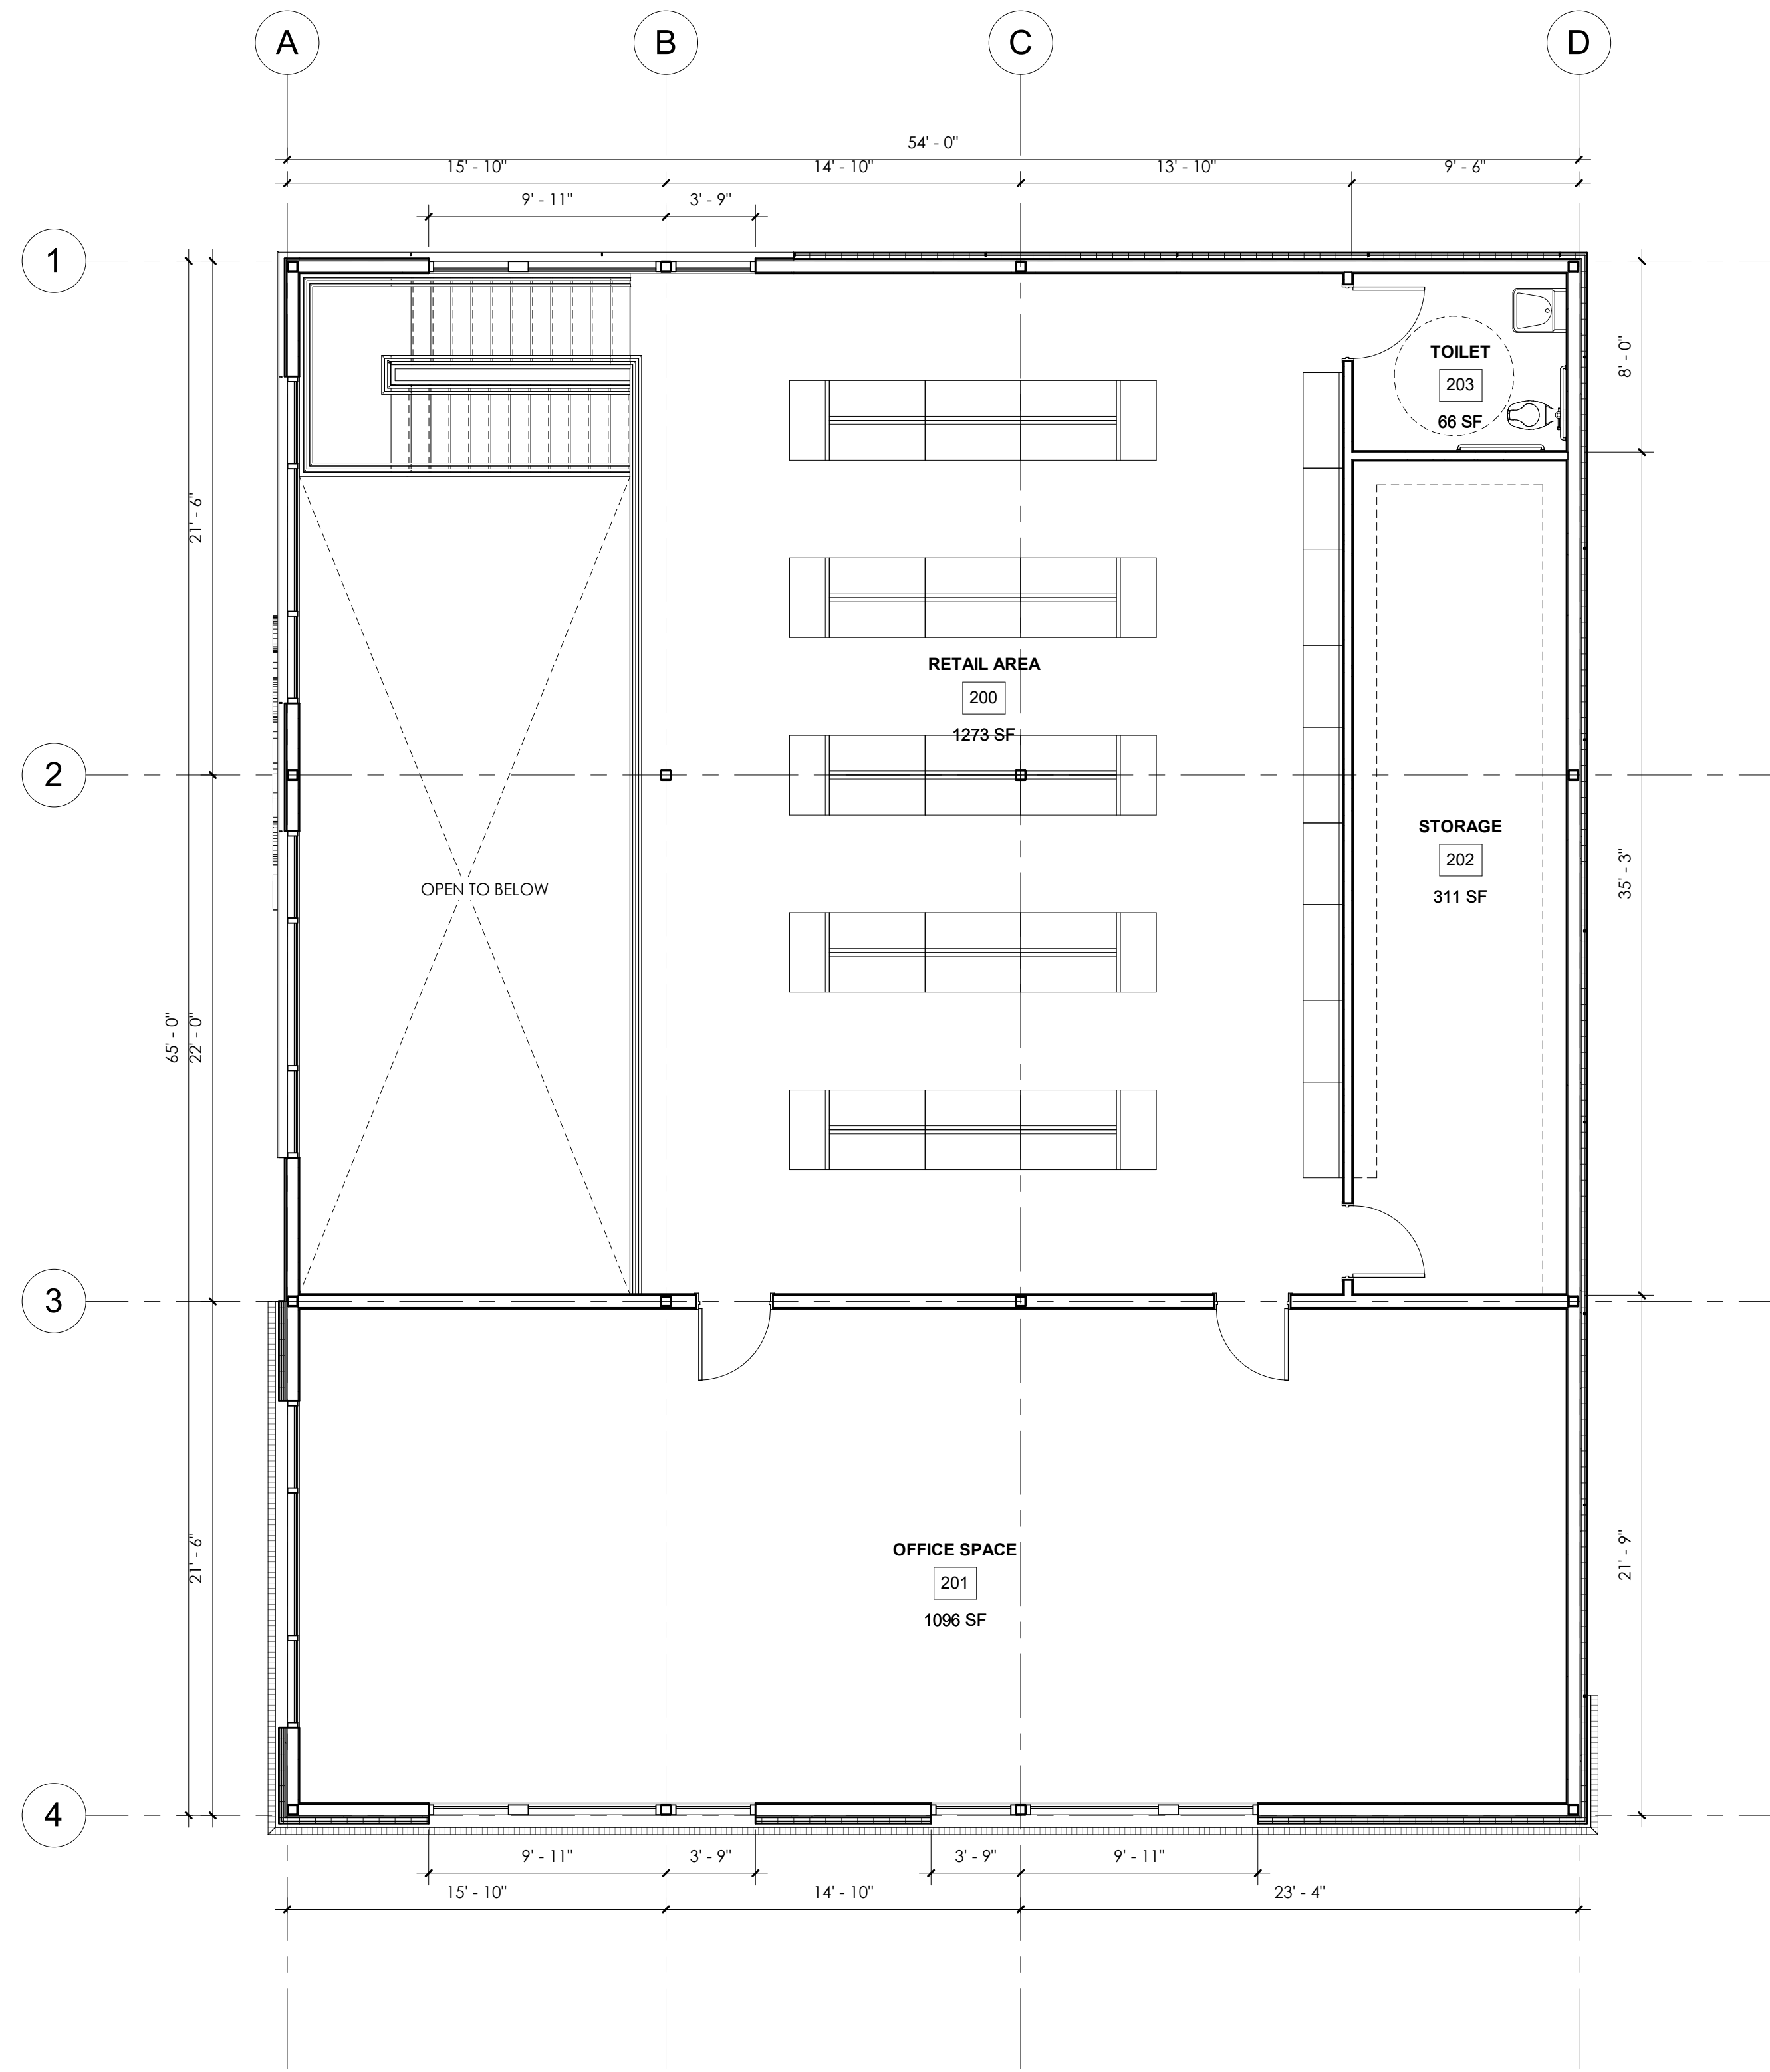 A
B
C
D
54' - 0"
15' - 10"
14' - 10"
13' - 10"
9' - 6"
9' - 11"
3' - 9"
1
TOILET
203
66 SF
8' - 0"
21' - 6"
RETAIL AREA
200
1273 SF
2
STORAGE
202
311 SF
35' - 3"
OPEN TO BELOW
65' - 0"
22' - 0"
3
OFFICE SPACE
201
1096 SF
21' - 6"
21' - 9"
4
9' - 11"
3' - 9"
3' - 9"
9' - 11"
15' - 10"
14' - 10"
23' - 4"